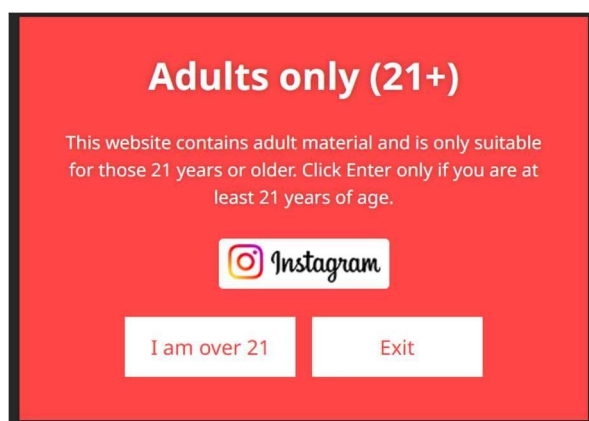 Adults only (21+)
This website contains adult material and is only suitable
for those 21 years or older. Click Enter only if you are at
least 21 years of age.
Instagram
I am over 21
Exit